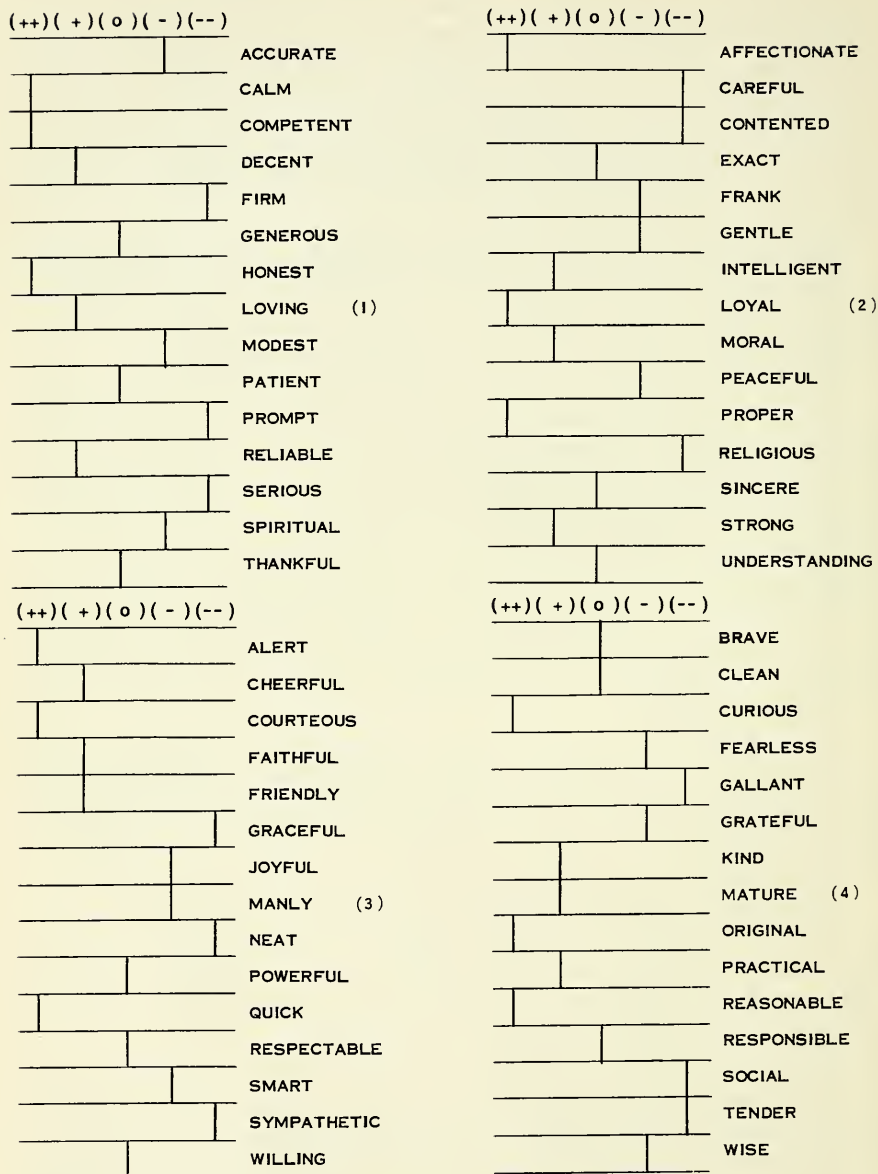 (++)( +)( o )( - )(--)
ACCURATE
CALM
COMPETENT
DECENT
FIRM
GENEROUS
HONEST
LOVING (1)
MODEST
PATIENT
PROMPT
RELIABLE
SERIOUS
SPIRITUAL
THANKFUL
(++)( +)( o )( - )(--)
AFFECTIONATE
CAREFUL
CONTENTED
EXACT
FRANK
GENTLE
INTELLIGENT
LOYAL (2)
MORAL
PEACEFUL
PROPER
RELIGIOUS
SINCERE
STRONG
UNDERSTANDING
(++)( +)( o )( - )(--)
ALERT
CHEERFUL
COURTEOUS
FAITHFUL
FRIENDLY
GRACEFUL
JOYFUL
MANLY (3)
NEAT
POWERFUL
QUICK
RESPECTABLE
SMART
SYMPATHETIC
WILLING
(++)( +)( o )( - )(--)
BRAVE
CLEAN
CURIOUS
FEARLESS
GALLANT
GRATEFUL
KIND
MATURE (4)
ORIGINAL
PRACTICAL
REASONABLE
RESPONSIBLE
SOCIAL
TENDER
WISE